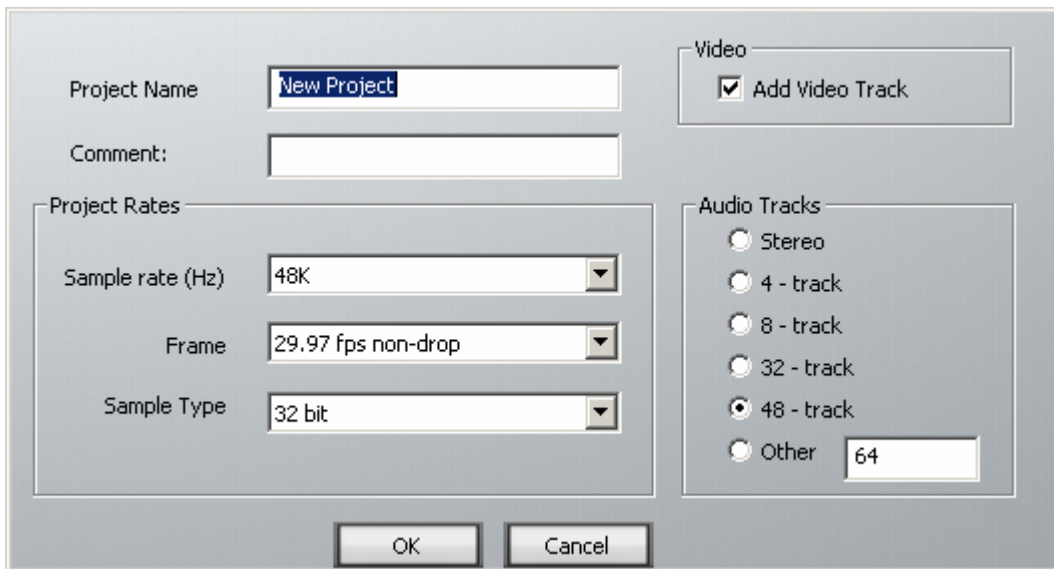 Project Name
New Project
Comment:
Video
Add Video Track
Project Rates
Sample rate (Hz)
48K
Frame
29.97 fps non-drop
Sample Type
32 bit
Audio Tracks
Stereo
4 - track
8 - track
32 - track
48 - track
Other
64
OK
Cancel